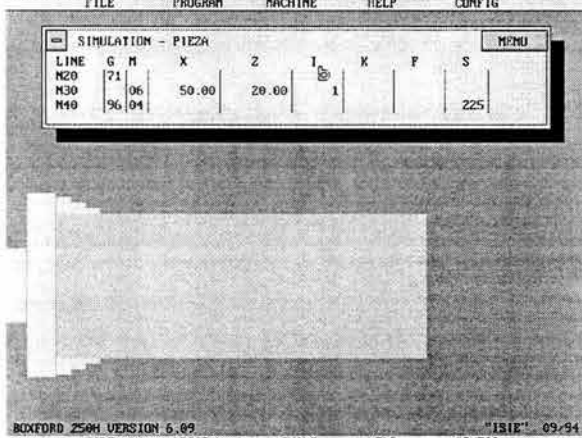 FILE PROGRAM MACHINE HELP CONFIG
SIMULATION - PIEZA MENU
LINE G M X Z I K F S
N20 71
N30 06 50.00 20.00 1
N40 96 04 225
BOXFORD 250H VERSION 6.09 "ISIE" 09/94